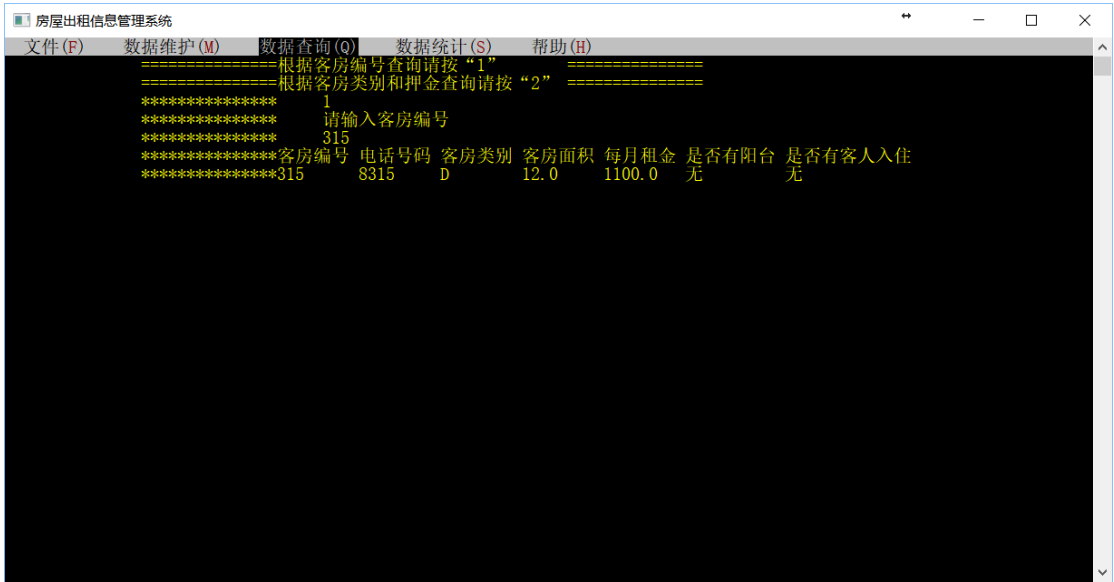 房屋出租信息管理系统
文件(F) 数据维护(M) 数据查询(Q) 数据统计(S) 帮助(H)
===============根据客房编号查询请按“1” ===============
===============根据客房类别和押金查询请按“2” ===============
*************** 1
*************** 请输入客房编号
*************** 315
***************客房编号 电话号码 客房类别 客房面积 每月租金 是否有阳台 是否有客人入住
***************315 8315 D 12.0 1100.0 无 无